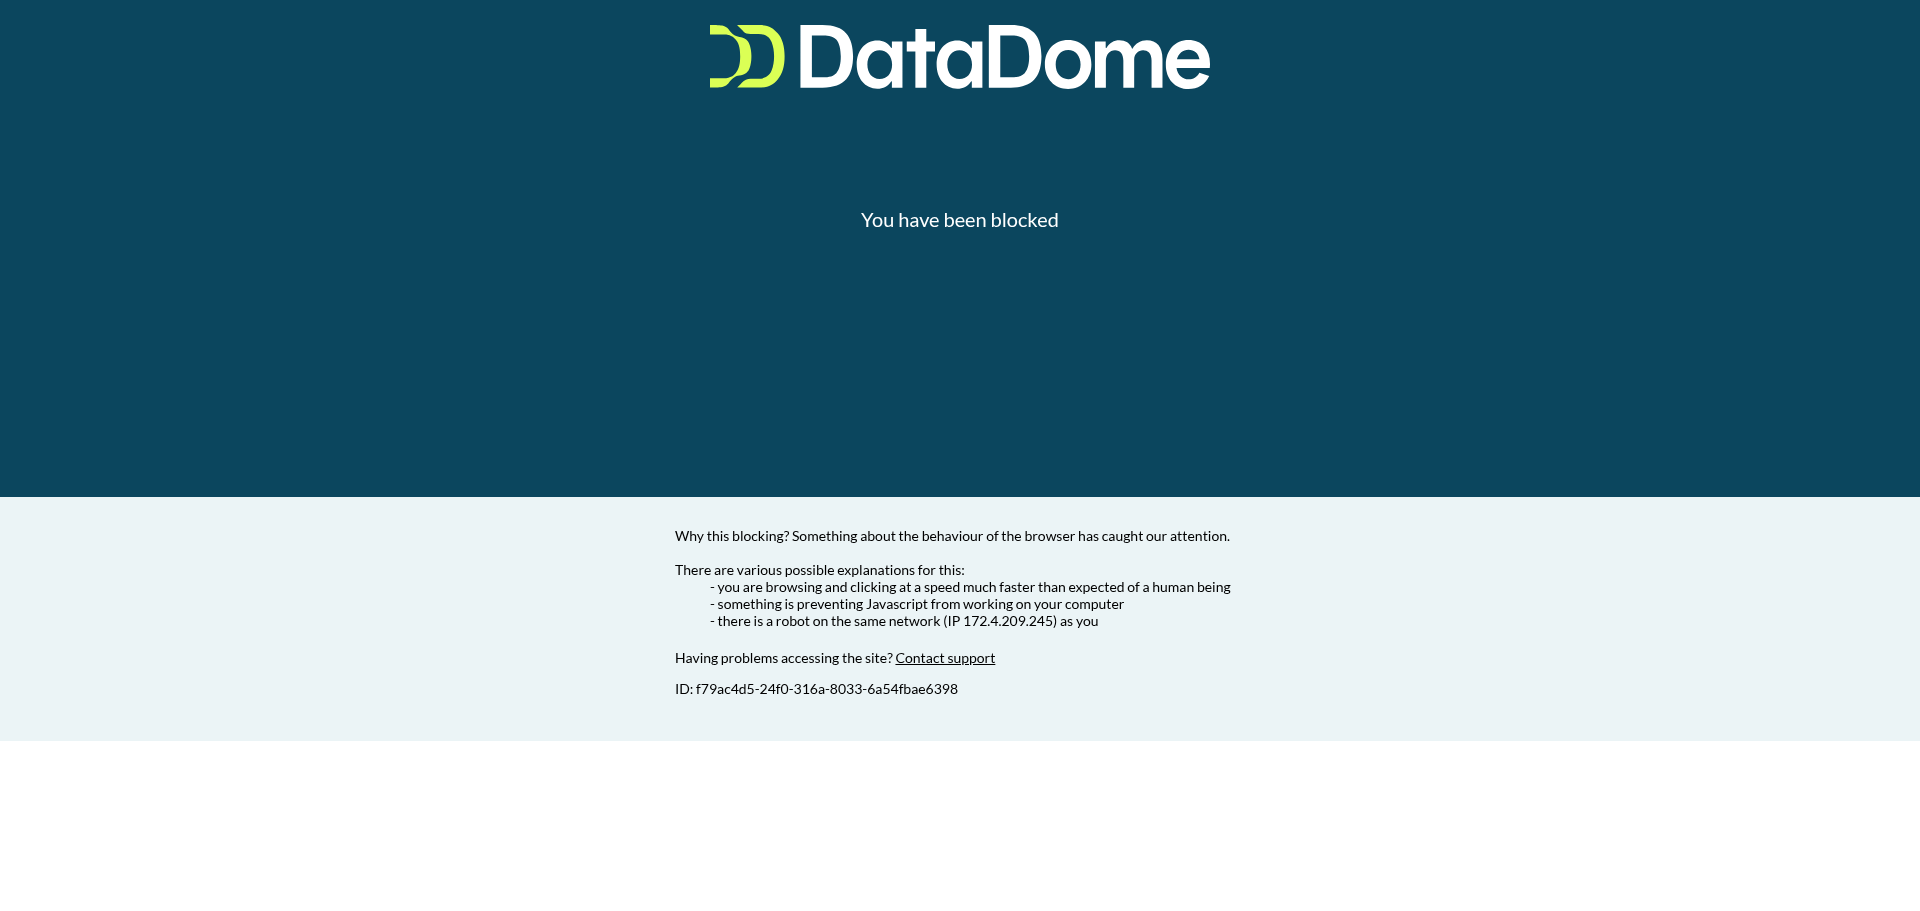 DataDome
You have been blocked
Why this blocking? Something about the behaviour of the browser has caught our attention.
There are various possible explanations for this:
- you are browsing and clicking at a speed much faster than expected of a human being
- something is preventing Javascript from working on your computer
- there is a robot on the same network (IP 172.4.209.245) as you
Having problems accessing the site? Contact support
ID: f79ac4d5-24f0-316a-8033-6a54fbae6398